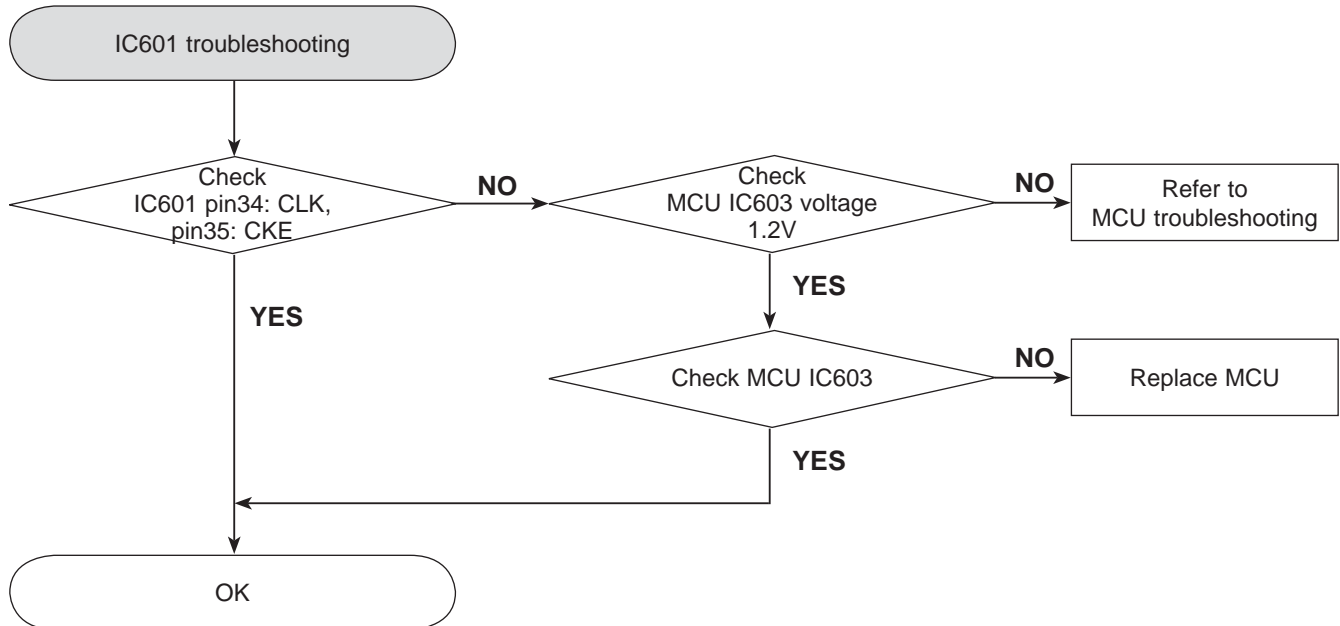 IC601 troubleshooting
Check
IC601 pin34: CLK,
pin35: CKE
NO
Check
MCU IC603 voltage
1.2V
NO
Refer to
MCU troubleshooting
YES
YES
Check MCU IC603
NO
Replace MCU
YES
OK